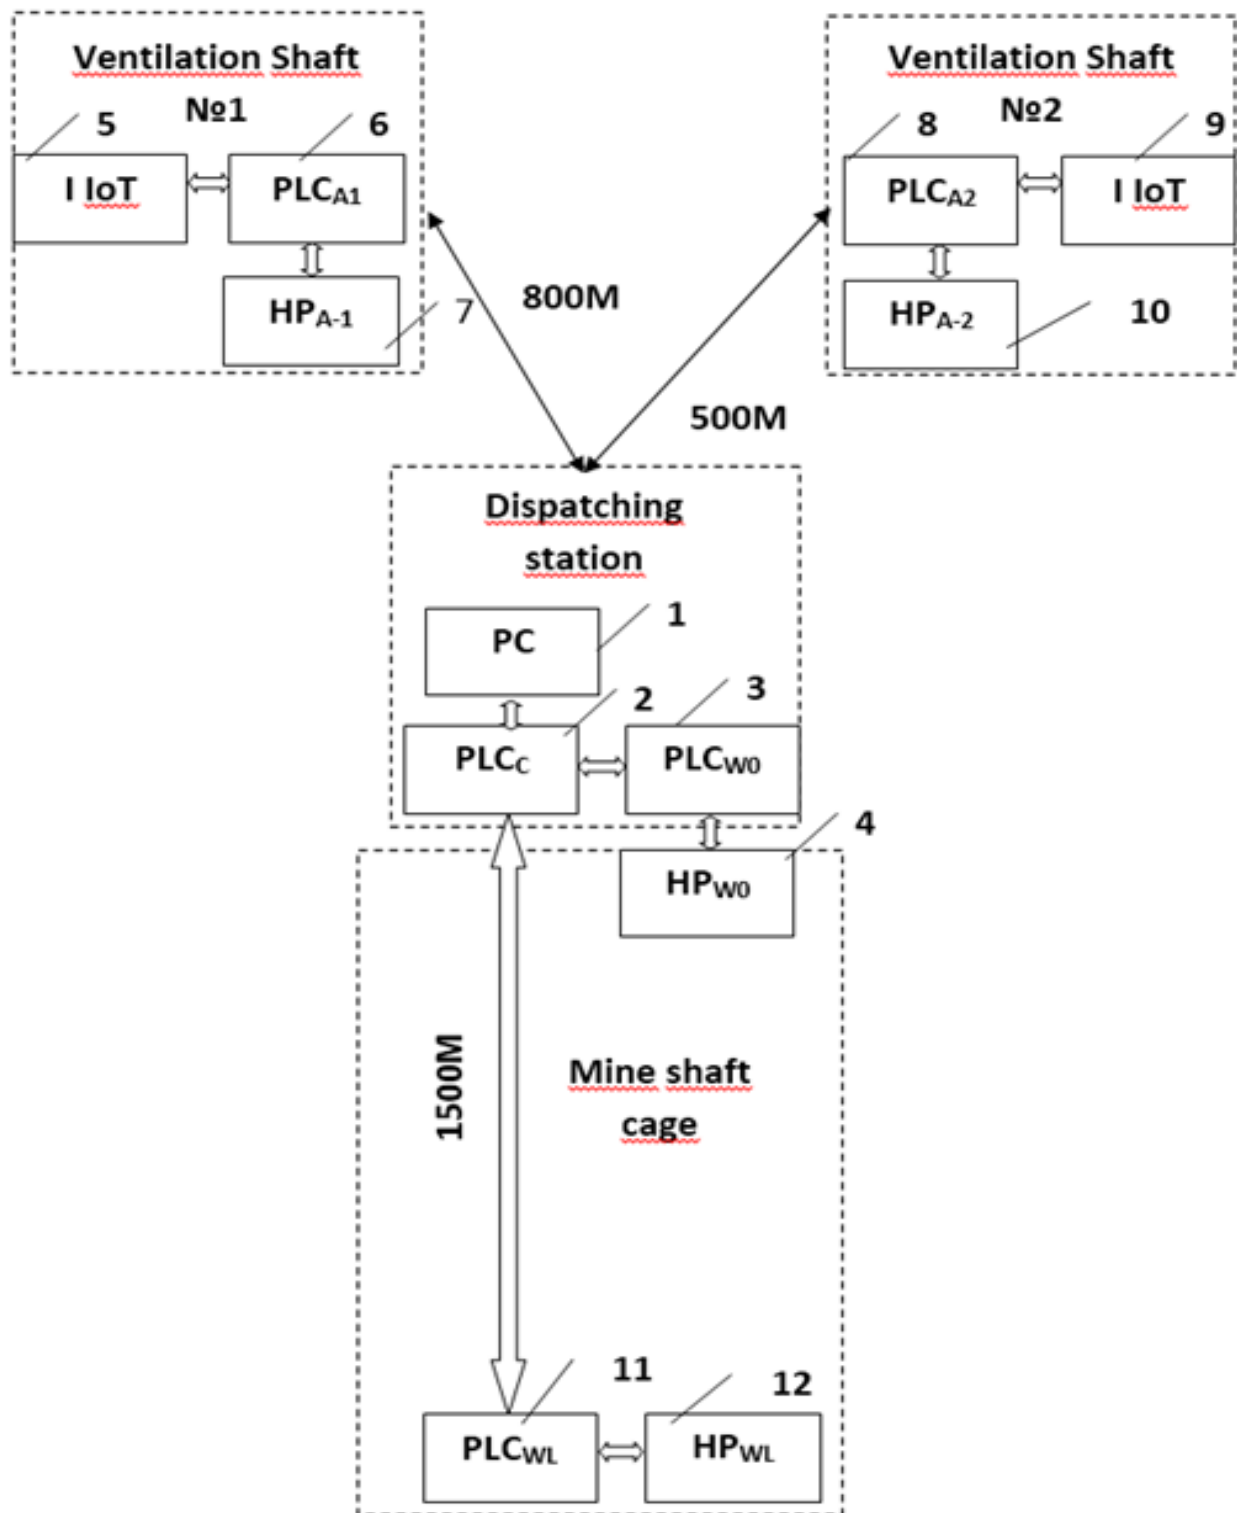 Ventilation Shaft
№1
5
6
I IoT
PLCA1
HPA-1
7
Ventilation Shaft
№2
8
9
PLCA2
I IoT
HPA-2
10
800M
500M
Dispatching
station
1
PC
2
3
PLCC
PLCW0
4
HPW0
1500M
Mine shaft
cage
11
12
PLCWL
HPWL